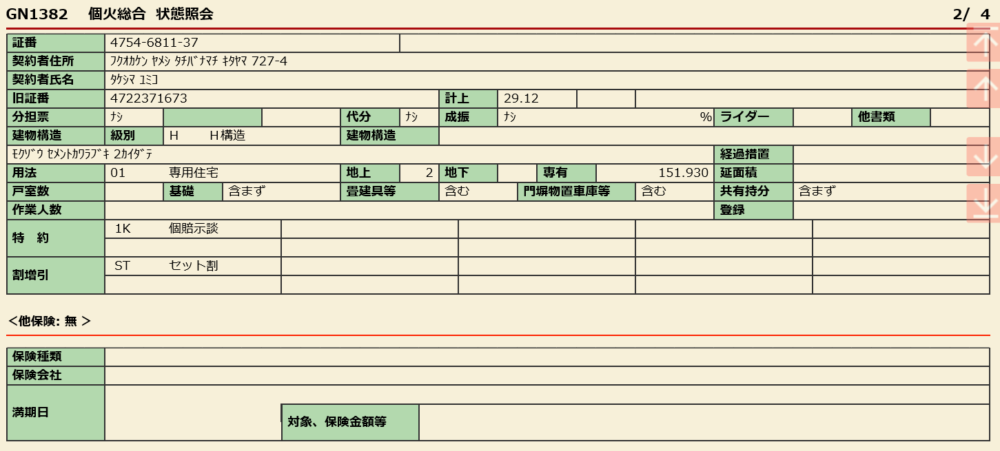 GN1382 個火総合 状態照会 2/ 4
証番 4754-6811-37
契約者住所 ﾌｸｵｶｹﾝ ﾔﾒｼ ﾀﾁﾊﾞﾅﾏﾁ ｷﾀﾔﾏ 727-4
契約者氏名 ﾀｹｼﾏ ﾕﾐｺ
旧証番 4722371673 計上 29.12
分担票 ﾅｼ 代分 ﾅｼ 成振 ﾅｼ % ライダー 他書類
建物構造 級別 H H構造 建物構造
ﾓｸｿﾞｳ ｾﾒﾝﾄｶﾜﾗﾌﾞｷ 2ｶｲﾀﾞﾃ 経過措置
用法 01 専用住宅 地上 2 地下 専有 151.930 延面積
戸室数 基礎 含まず 畳建具等 含む 門塀物置車庫等 含む 共有持分 含まず
作業人数 登録
特 約 1K 個賠示談
割増引 ST セット割
＜他保険: 無 ＞
保険種類
保険会社
満期日
対象、保険金額等